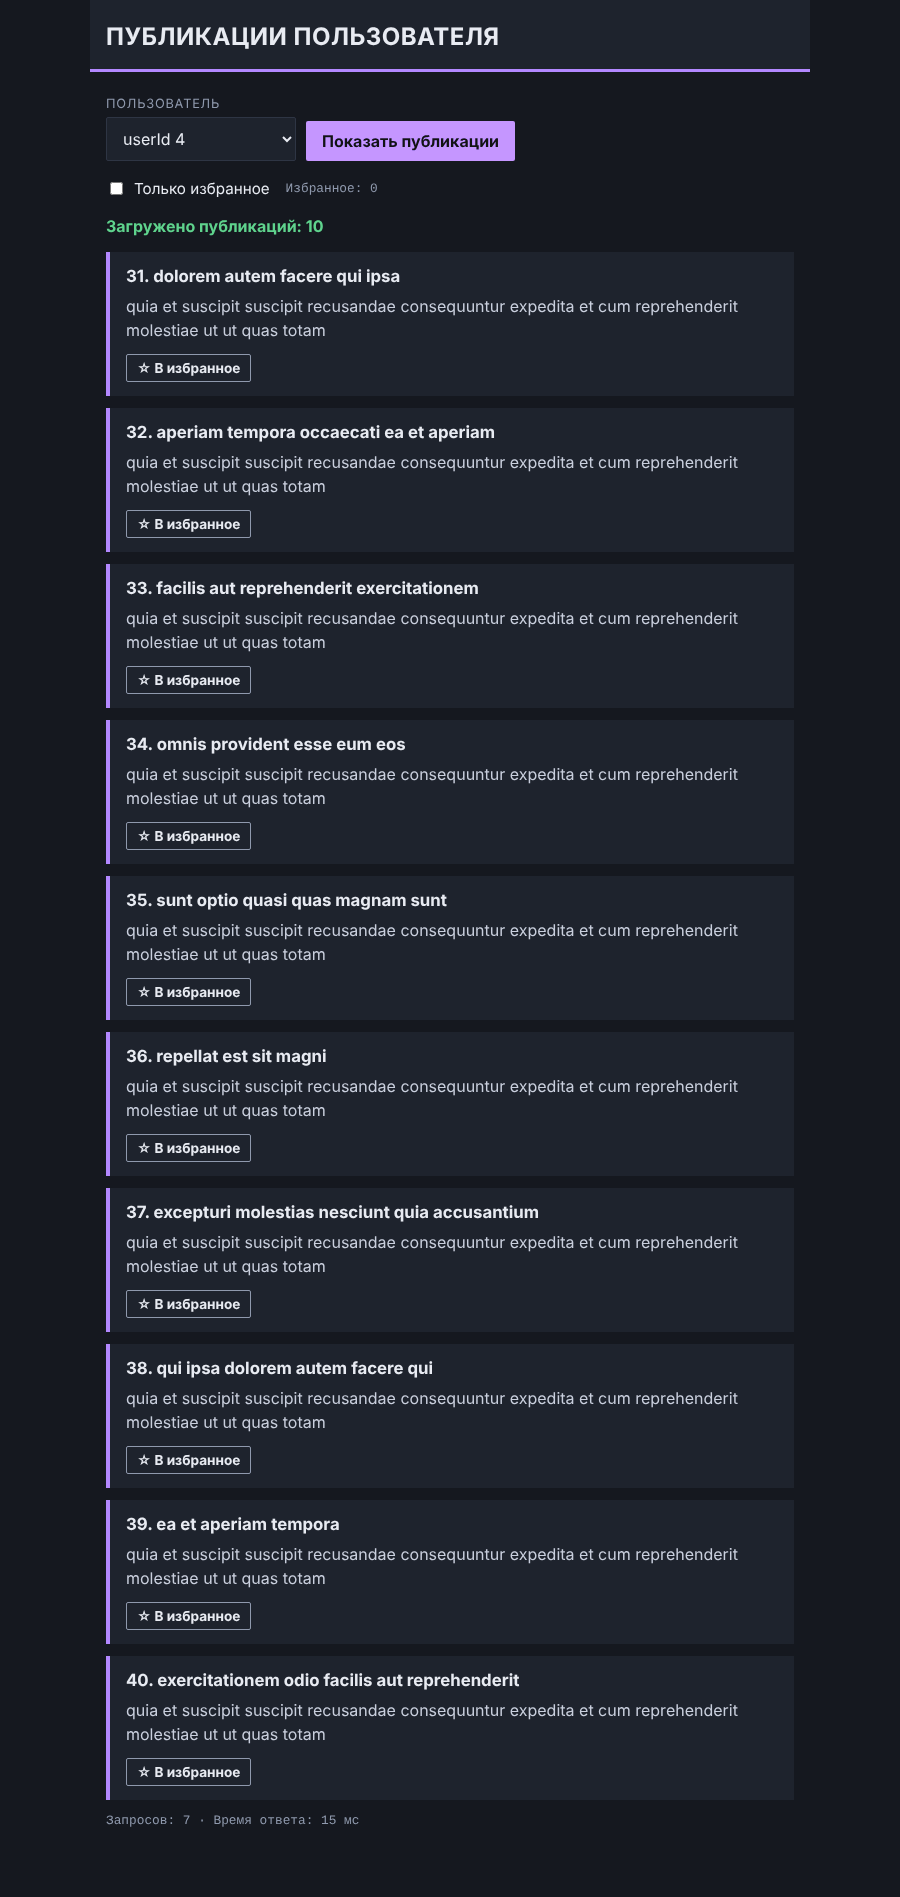 ПУБЛИКАЦИИ ПОЛЬЗОВАТЕЛЯ
ПОЛЬЗОВАТЕЛЬ
userId 4
Показать публикации
Только избранное Избранное: 0
Загружено публикаций: 10
31. dolorem autem facere qui ipsa
quia et suscipit suscipit recusandae consequuntur expedita et cum reprehenderit
molestiae ut ut quas totam
☆ В избранное
32. aperiam tempora occaecati ea et aperiam
quia et suscipit suscipit recusandae consequuntur expedita et cum reprehenderit
molestiae ut ut quas totam
☆ В избранное
33. facilis aut reprehenderit exercitationem
quia et suscipit suscipit recusandae consequuntur expedita et cum reprehenderit
molestiae ut ut quas totam
☆ В избранное
34. omnis provident esse eum eos
quia et suscipit suscipit recusandae consequuntur expedita et cum reprehenderit
molestiae ut ut quas totam
☆ В избранное
35. sunt optio quasi quas magnam sunt
quia et suscipit suscipit recusandae consequuntur expedita et cum reprehenderit
molestiae ut ut quas totam
☆ В избранное
36. repellat est sit magni
quia et suscipit suscipit recusandae consequuntur expedita et cum reprehenderit
molestiae ut ut quas totam
☆ В избранное
37. excepturi molestias nesciunt quia accusantium
quia et suscipit suscipit recusandae consequuntur expedita et cum reprehenderit
molestiae ut ut quas totam
☆ В избранное
38. qui ipsa dolorem autem facere qui
quia et suscipit suscipit recusandae consequuntur expedita et cum reprehenderit
molestiae ut ut quas totam
☆ В избранное
39. ea et aperiam tempora
quia et suscipit suscipit recusandae consequuntur expedita et cum reprehenderit
molestiae ut ut quas totam
☆ В избранное
40. exercitationem odio facilis aut reprehenderit
quia et suscipit suscipit recusandae consequuntur expedita et cum reprehenderit
molestiae ut ut quas totam
☆ В избранное
Запросов: 7 · Время ответа: 15 мс